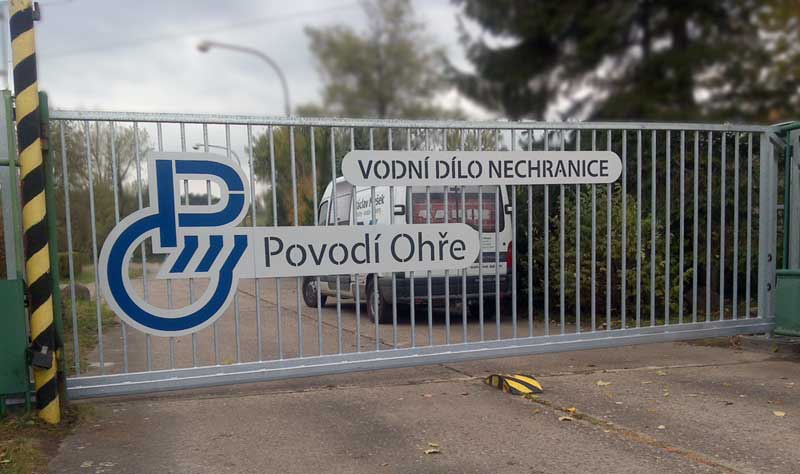 VODNÍ DÍLO NECHRANICE
Povodí Ohře